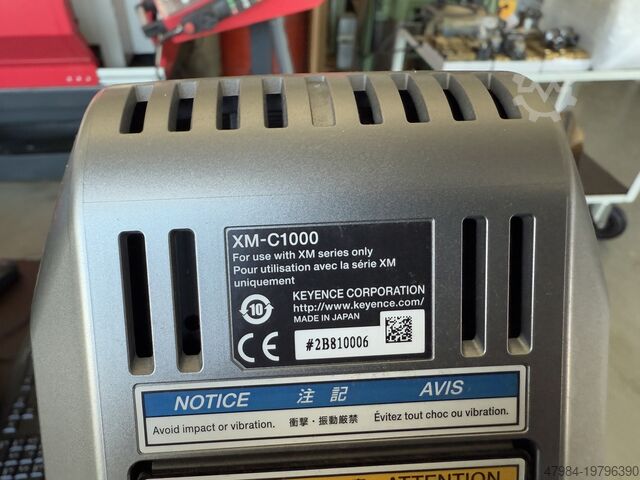 XM-C1000
For use with XM series only
Pour utilisation avec la série XM
uniquement
KEYENCE CORPORATION
http://www.keyence.com/
MADE IN JAPAN
10
CE
#2B810006
NOTICE 注記 AVIS
Avoid impact or vibration. 衝撃・振動厳禁 Évitez tout choc ou vibration.
ATTENTION
47984-19796390